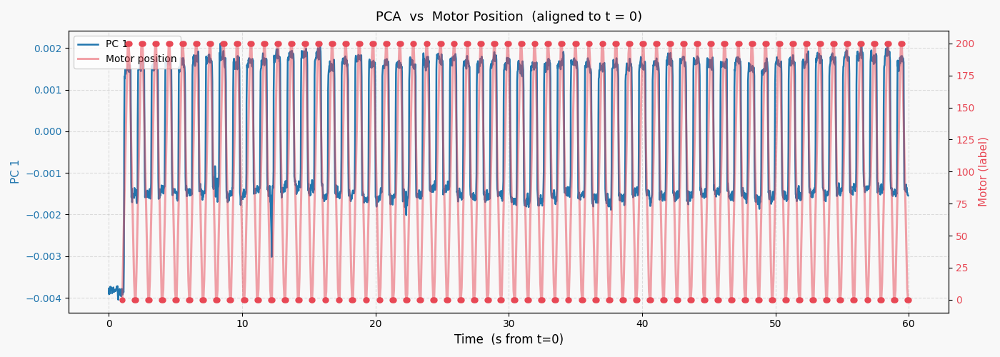 PCA  vs  Motor Position  (aligned to t = 0)
PC 1
Motor position
0.002
0.001
0.000
−0.001
−0.002
−0.003
−0.004
PC 1
200
175
150
125
100
75
50
25
0
Motor (label)
0 10 20 30 40 50 60
Time  (s from t=0)